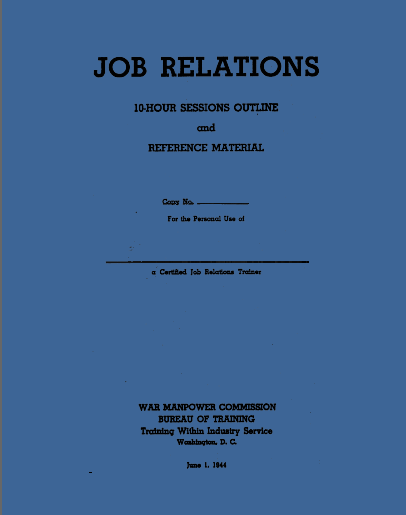 JOB RELATIONS
10-HOUR SESSIONS OUTLINE
and
REFERENCE MATERIAL
Copy No. ________
For the Personal Use of
a Certified Job Relations Trainer
WAR MANPOWER COMMISSION
BUREAU OF TRAINING
Training Within Industry Service
Washington, D. C.
June 1, 1944